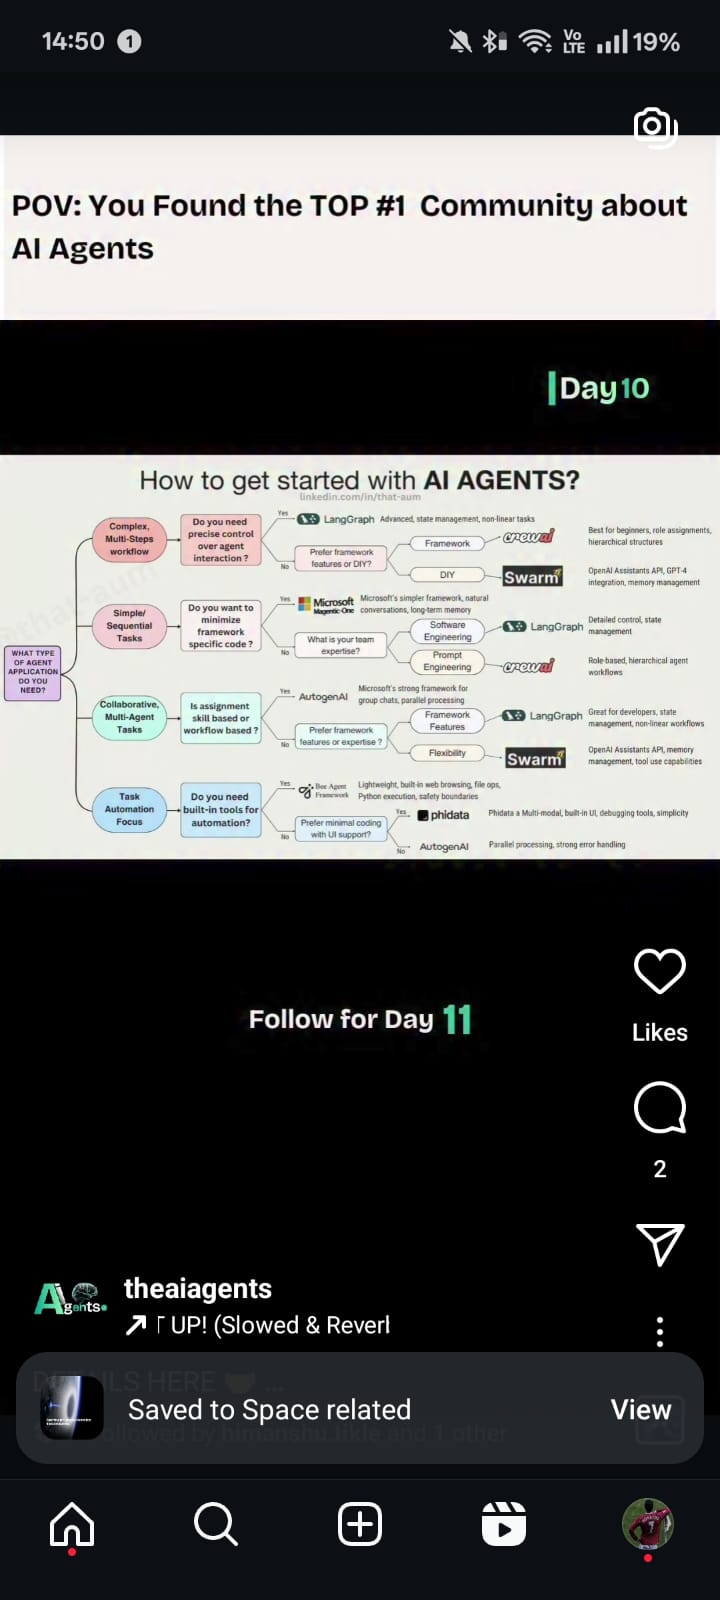 14:50 1
Vo
LTE 19%
POV: You Found the TOP #1 Community about
AI Agents
Day10
How to get started with AI AGENTS?
linkedin.com/in/that-aum
WHAT TYPE
OF AGENT
APPLICATION
DO YOU
NEED?
Complex,
Multi-Steps
workflow
Do you need
precise control
over agent
interaction ?
Yes
LangGraph
Advanced, state management, non-linear tasks
No
Prefer framework
features or DIY?
Framework
crewai
Best for beginners, role assignments,
hierarchical structures
DIY
Swarm
OpenAI Assistants API, GPT-4
integration, memory management
Simple/
Sequential
Tasks
Do you want to
minimize
framework
specific code ?
Yes
Microsoft
Magentic-One
Microsoft's simpler framework, natural
conversations, long-term memory
No
What is your team
expertise?
Software
Engineering
LangGraph
Detailed control, state
management
Prompt
Engineering
crewai
Role-based, hierarchical agent
workflows
Collaborative,
Multi-Agent
Tasks
Is assignment
skill based or
workflow based ?
Yes
AutogenAI
Microsoft's strong framework for
group chats, parallel processing
No
Prefer framework
features or expertise ?
Framework
Features
LangGraph
Great for developers, state
management, non-linear workflows
Flexibility
Swarm
OpenAI Assistants API, memory
management, tool use capabilities
Task
Automation
Focus
Do you need
built-in tools for
automation?
Yes
Bee Agent
Framework
Lightweight, built-in web browsing, file ops,
Python execution, safety boundaries
No
Prefer minimal coding
with UI support?
Yes
phidata
Phidata a Multi-modal, built-in UI, debugging tools, simplicity
No
AutogenAI
Parallel processing, strong error handling
Follow for Day 11
Likes
2
AI
gents
theaiagents
UP! (Slowed & Reverl
Saved to Space related
View